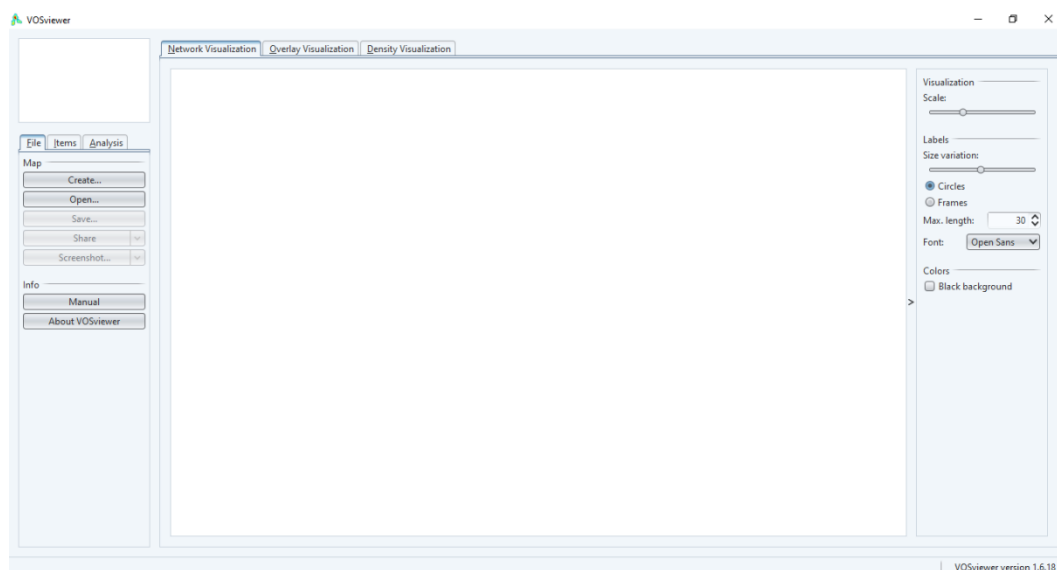 VOSviewer
Network Visualization Overlay Visualization Density Visualization
File Items Analysis
Map
Create...
Open...
Save...
Share
Screenshot...
Info
Manual
About VOSviewer
Visualization
Scale:
Labels
Size variation:
Circles
Frames
Max. length: 30
Font: Open Sans
Colors
Black background
>
VOSviewer version 1.6.18